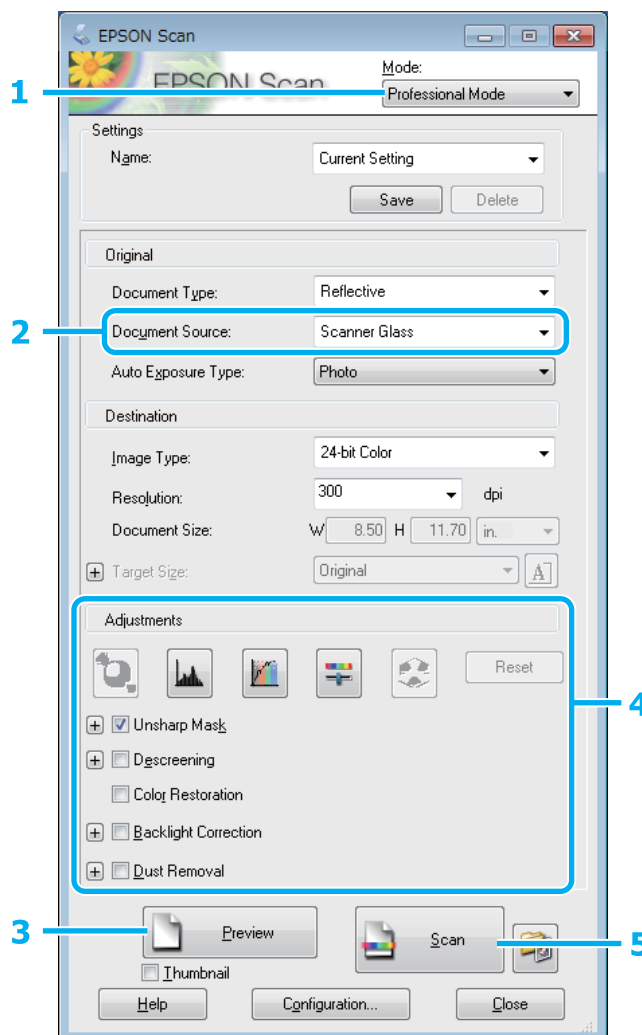 EPSON Scan
EPSON Scan
Mode:
1
Professional Mode
Settings
Name:
Current Setting
Save
Delete
Original
Document Type:
Reflective
2
Document Source:
Scanner Glass
Auto Exposure Type:
Photo
Destination
Image Type:
24-bit Color
Resolution:
300
dpi
Document Size:
W 8.50 H 11.70 in.
Target Size:
Original
A
Adjustments
Reset
4
Unsharp Mask
Descreening
Color Restoration
Backlight Correction
Dust Removal
3
Preview
Scan
5
Thumbnail
Help
Configuration...
Close